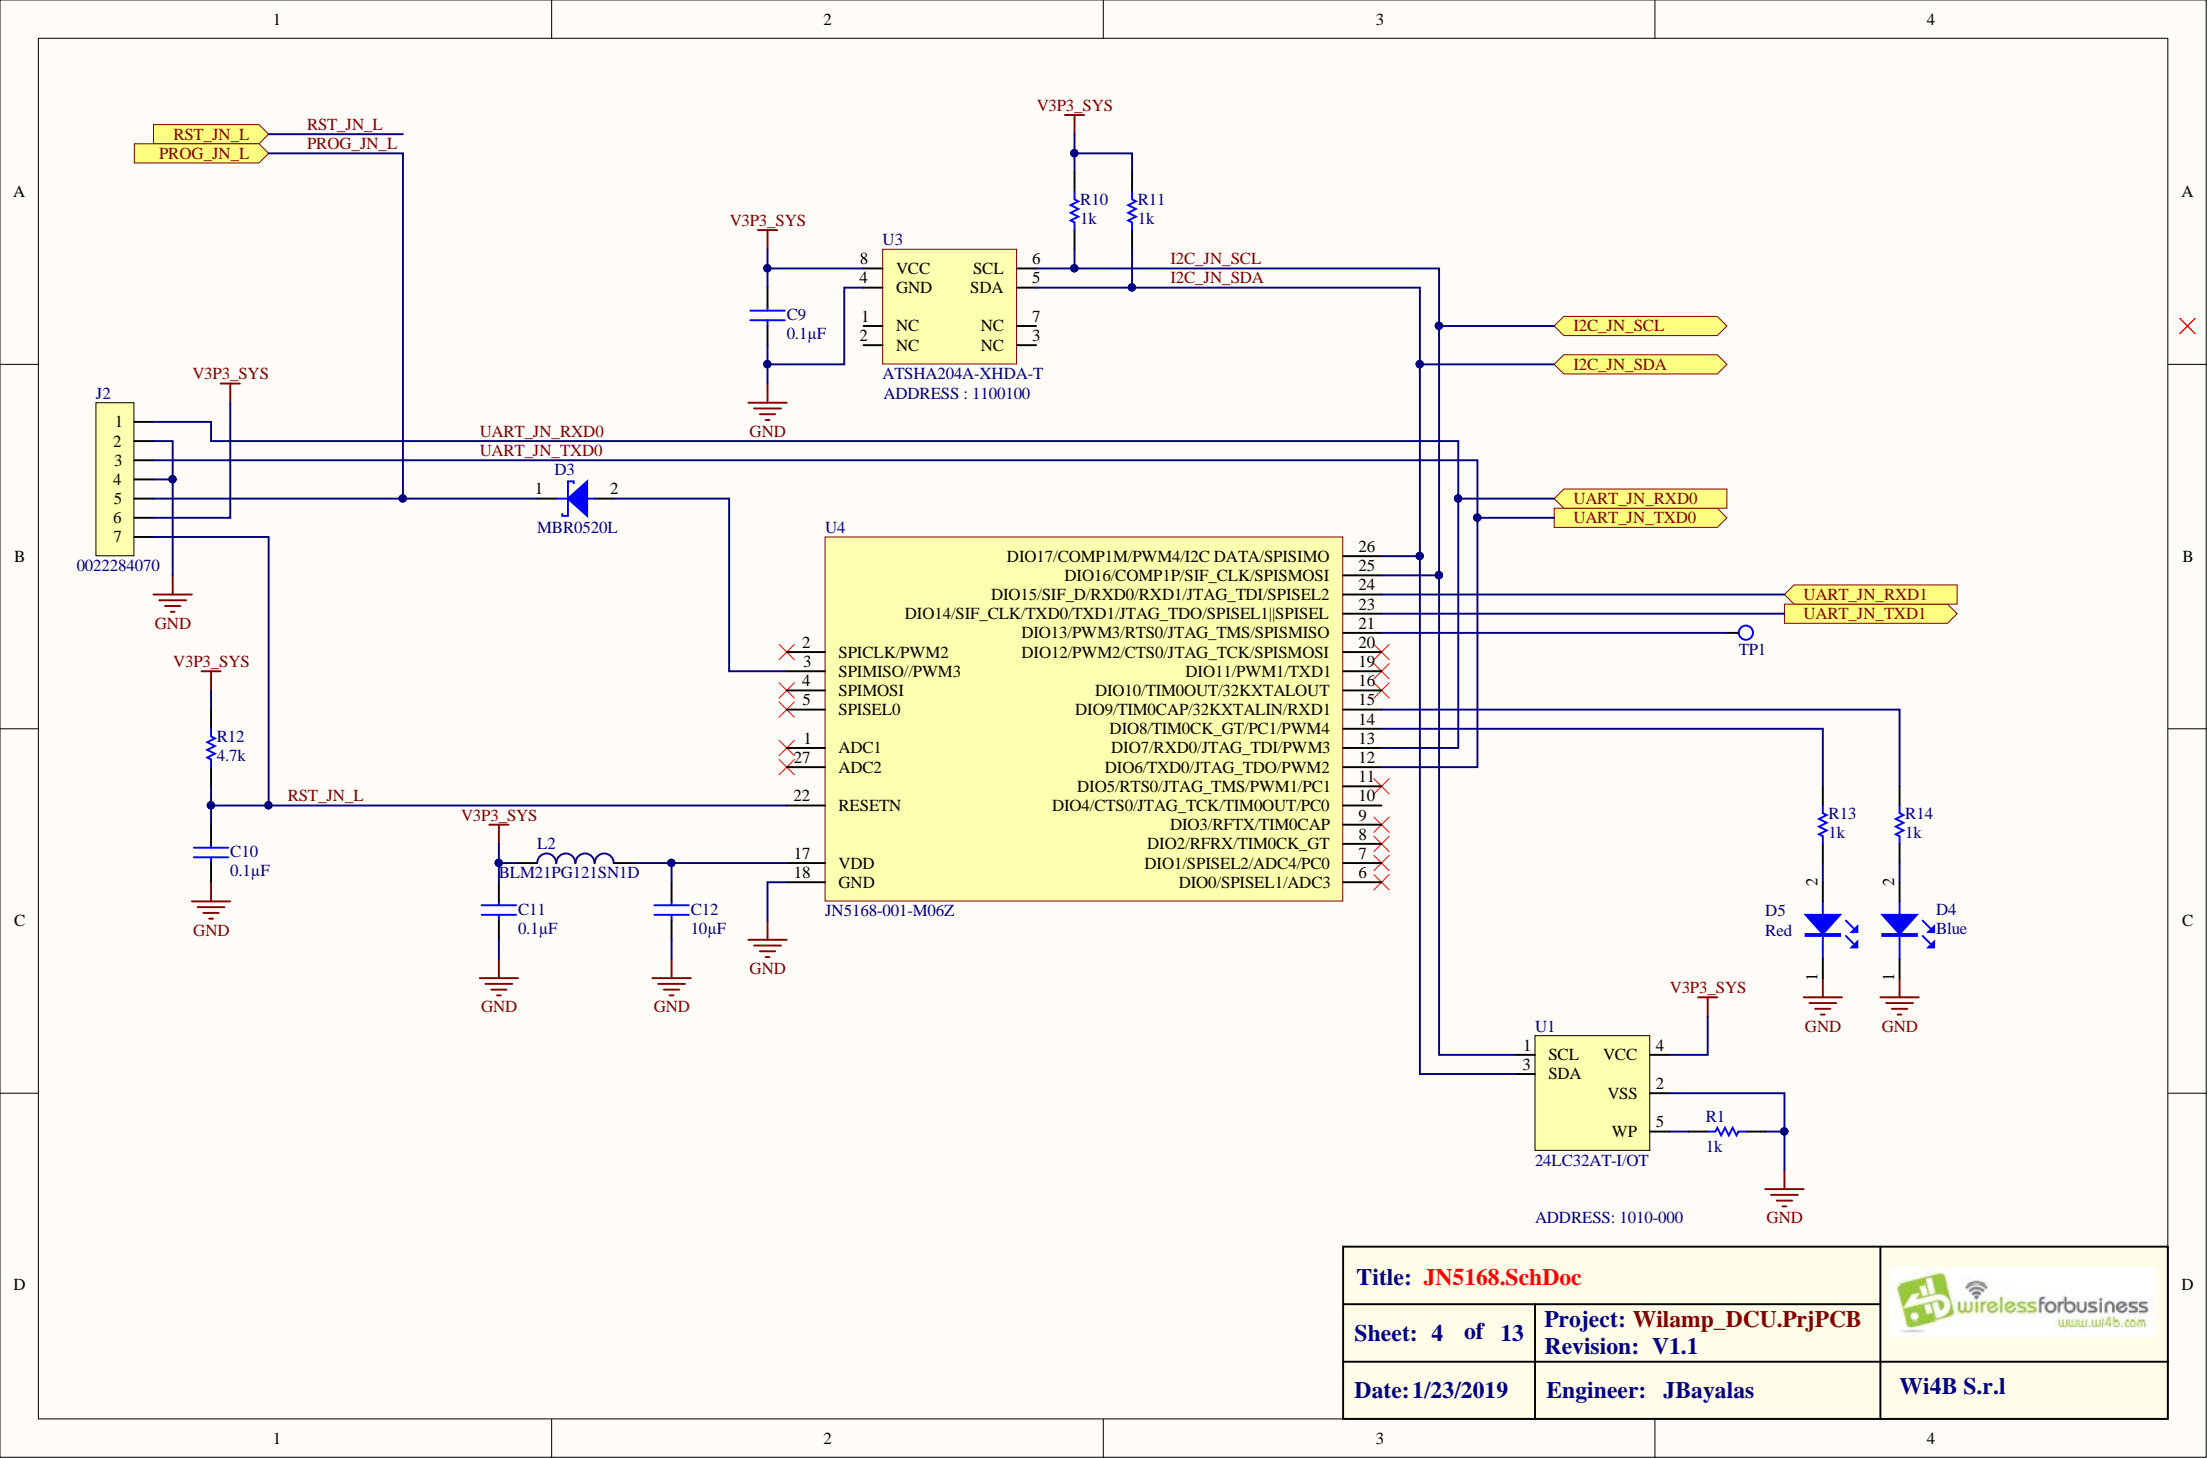 1 2 3 4
A A
B B
C C
D D
RST_JN_L
PROG_JN_L
RST_JN_L
PROG_JN_L
V3P3_SYS
R10
1k
R11
1k
V3P3_SYS
C9
0.1µF
GND
U3
8 VCC
4 GND
1 NC
2 NC
SCL 6
SDA 5
NC 7
NC 3
ATSHA204A-XHDA-T
ADDRESS : 1100100
I2C_JN_SCL
I2C_JN_SDA
I2C_JN_SCL
I2C_JN_SDA
V3P3_SYS
J2
1
2
3
4
5
6
7
0022284070
GND
UART_JN_RXD0
UART_JN_TXD0
D3
1 2
MBR0520L
UART_JN_RXD0
UART_JN_TXD0
UART_JN_RXD1
UART_JN_TXD1
TP1
U4
2 SPICLK/PWM2
3 SPIMISO//PWM3
4 SPIMOSI
5 SPISEL0
1 ADC1
27 ADC2
22 RESETN
17 VDD
18 GND
DIO17/COMP1M/PWM4/I2C DATA/SPISIMO 26
DIO16/COMP1P/SIF_CLK/SPISMOSI 25
DIO15/SIF_D/RXD0/RXD1/JTAG_TDI/SPISEL2 24
DIO14/SIF_CLK/TXD0/TXD1/JTAG_TDO/SPISEL1||SPISEL 23
DIO13/PWM3/RTS0/JTAG_TMS/SPISMISO 21
DIO12/PWM2/CTS0/JTAG_TCK/SPISMOSI 20
DIO11/PWM1/TXD1 19
DIO10/TIM0OUT/32KXTALOUT 16
DIO9/TIM0CAP/32KXTALIN/RXD1 15
DIO8/TIM0CK_GT/PC1/PWM4 14
DIO7/RXD0/JTAG_TDI/PWM3 13
DIO6/TXD0/JTAG_TDO/PWM2 12
DIO5/RTS0/JTAG_TMS/PWM1/PC1 11
DIO4/CTS0/JTAG_TCK/TIM0OUT/PC0 10
DIO3/RFTX/TIM0CAP 9
DIO2/RFRX/TIM0CK_GT 8
DIO1/SPISEL2/ADC4/PC0 7
DIO0/SPISEL1/ADC3 6
JN5168-001-M06Z
V3P3_SYS
R12
4.7k
RST_JN_L
C10
0.1µF
GND
V3P3_SYS
L2
BLM21PG121SN1D
C11
0.1µF
GND
C12
10µF
GND
GND
R13
1k
R14
1k
2
2
D5
Red
D4
Blue
1
1
GND
GND
V3P3_SYS
U1
1 SCL
3 SDA
VCC 4
VSS 2
WP 5
R1
1k
24LC32AT-I/OT
GND
ADDRESS: 1010-000
Title: JN5168.SchDoc
Sheet: 4 of 13
Project: Wilamp_DCU.PrjPCB
Revision: V1.1
Date: 1/23/2019
Engineer: JBayalas
wirelessforbusiness
www.wi4b.com
Wi4B S.r.l
1 2 3 4